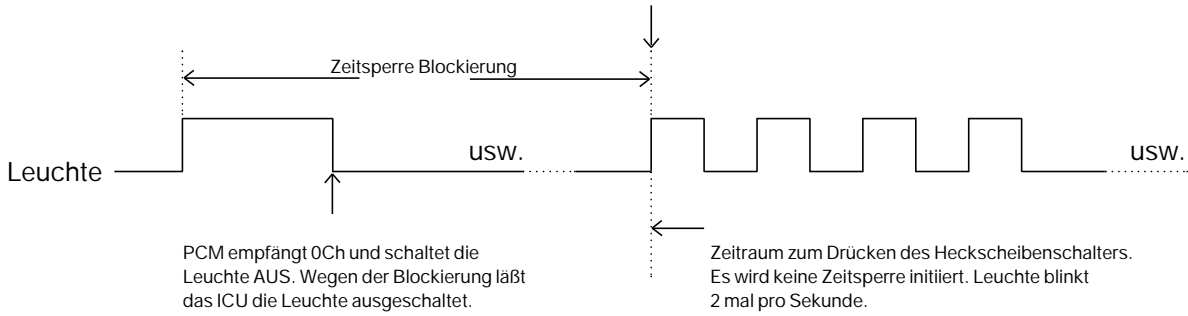 Zeitsperre Blockierung
Leuchte
usw.
usw.
PCM empfängt 0Ch und schaltet die
Leuchte AUS. Wegen der Blockierung läßt
das ICU die Leuchte ausgeschaltet.
Zeitraum zum Drücken des Heckscheibenschalters.
Es wird keine Zeitsperre initiiert. Leuchte blinkt
2 mal pro Sekunde.